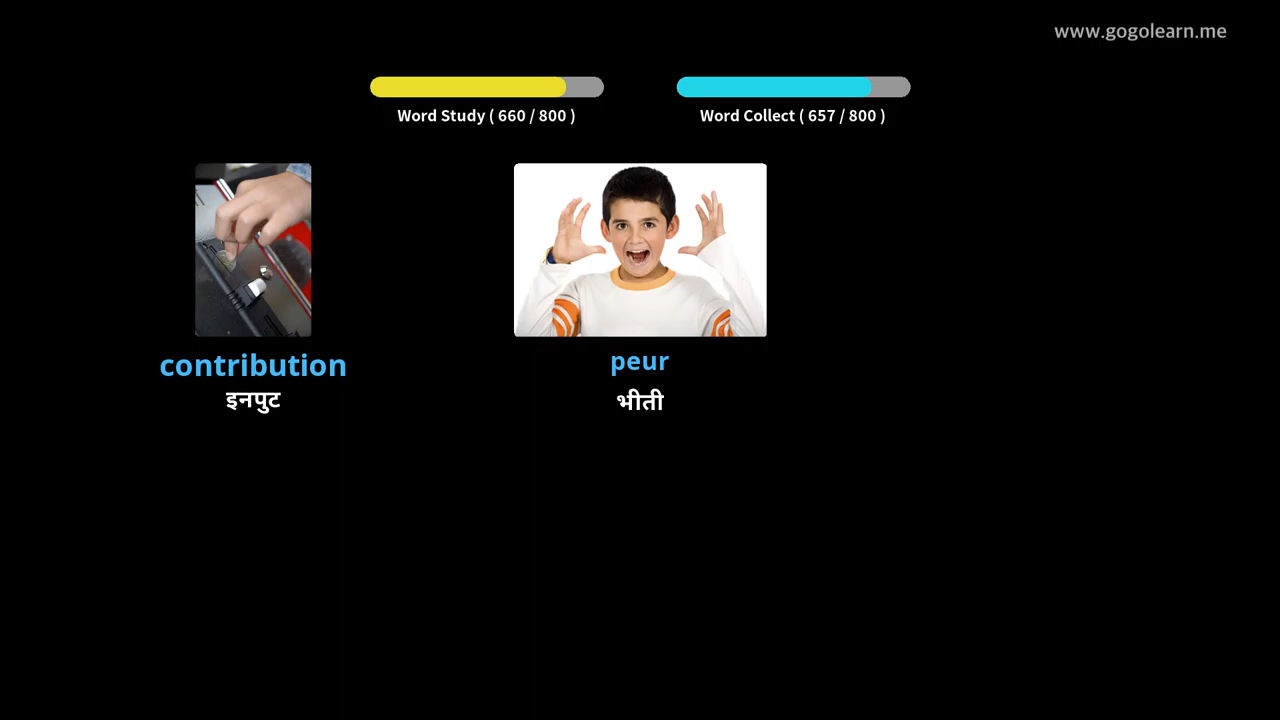 www.gogolearn.me
Word Study ( 660 / 800 )
Word Collect ( 657 / 800 )
contribution
इनपुट
peur
भीती